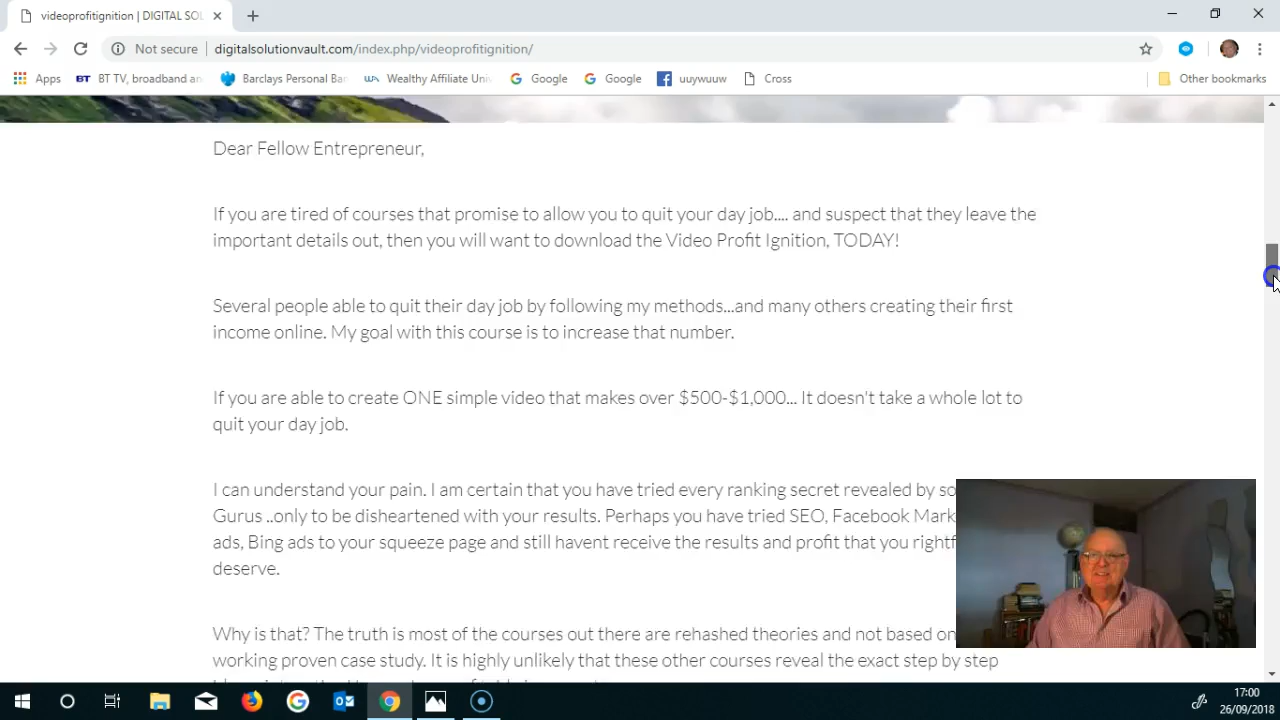 videoprofitignition | DIGITAL SOL
Not secure | digitalsolutionvault.com/index.php/videoprofitignition/
Apps BT BT TV, broadband an Barclays Personal Ban WA Wealthy Affiliate Uni Google Google uuywuuw Cross Other bookmarks
Dear Fellow Entrepreneur,
If you are tired of courses that promise to allow you to quit your day job.... and suspect that they leave the
important details out, then you will want to download the Video Profit Ignition, TODAY!
Several people able to quit their day job by following my methods...and many others creating their first
income online. My goal with this course is to increase that number.
If you are able to create ONE simple video that makes over $500-$1,000... It doesn't take a whole lot to
quit your day job.
I can understand your pain. I am certain that you have tried every ranking secret revealed by so
Gurus ..only to be disheartened with your results. Perhaps you have tried SEO, Facebook Mark
ads, Bing ads to your squeeze page and still havent receive the results and profit that you rightf
deserve.
Why is that? The truth is most of the courses out there are rehashed theories and not based on
working proven case study. It is highly unlikely that these other courses reveal the exact step by step
17:00
26/09/2018